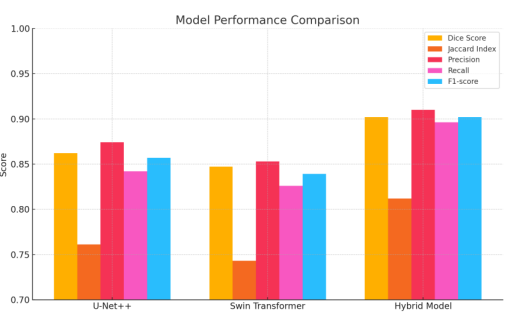 Model Performance Comparison
1.00
0.95
0.90
0.85
0.80
0.75
0.70
Score
Dice Score
Jaccard Index
Precision
Recall
F1-score
U-Net++
Swin Transformer
Hybrid Model